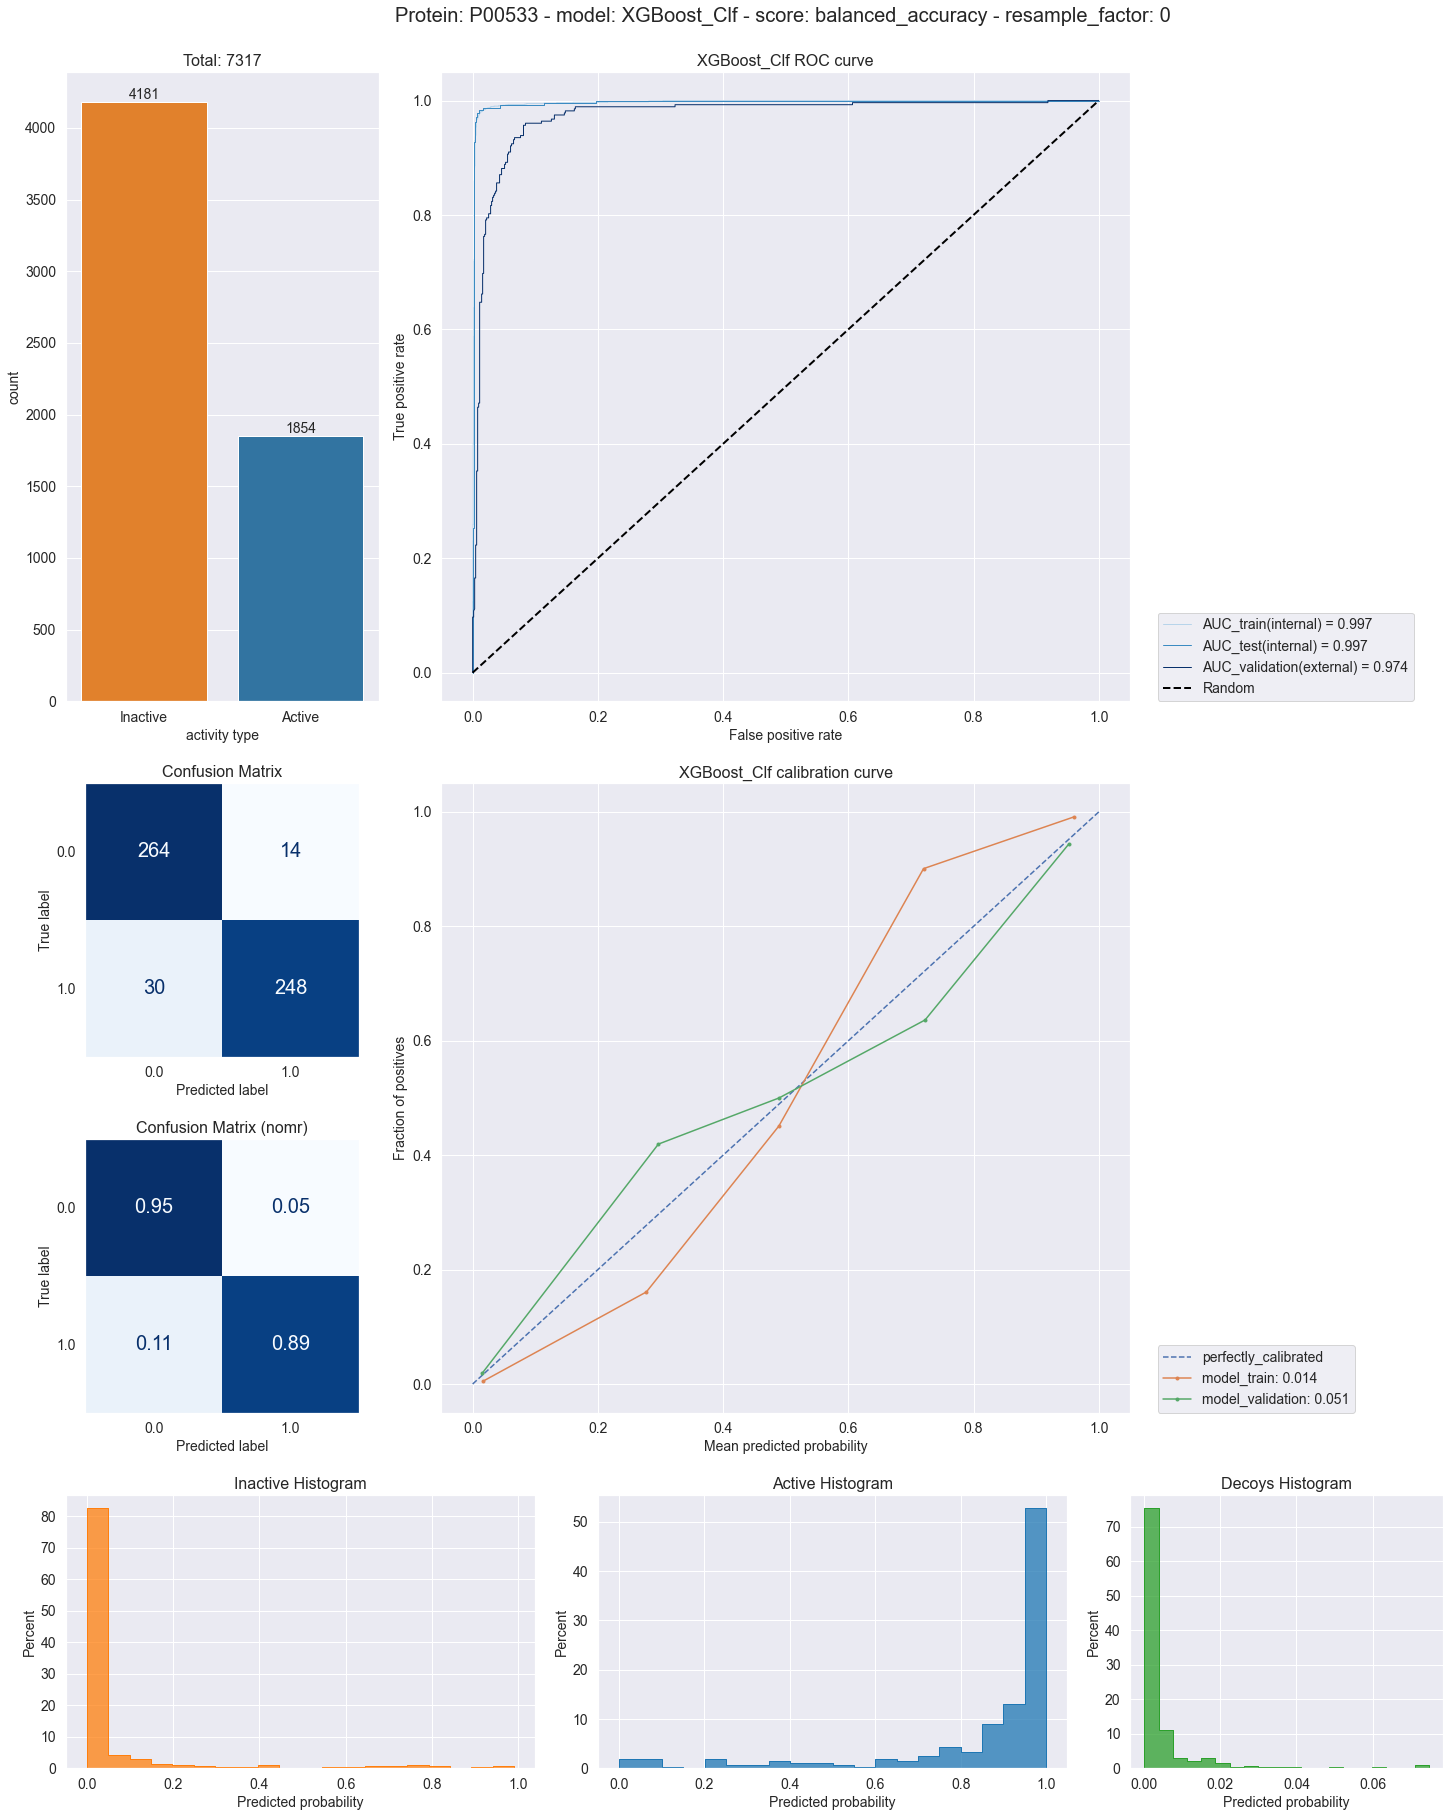 Protein: P00533 - model: XGBoost_Clf - score: balanced_accuracy - resample_factor: 0
Total: 7317
4181
1854
4000
3500
3000
2500
2000
1500
1000
500
0
count
Inactive Active
activity type
XGBoost_Clf ROC curve
1.0
0.8
0.6
0.4
0.2
0.0
True positive rate
0.0 0.2 0.4 0.6 0.8 1.0
False positive rate
AUC_train(internal) = 0.997
AUC_test(internal) = 0.997
AUC_validation(external) = 0.974
Random
Confusion Matrix
0.0 264 14
1.0 30 248
True label
0.0 1.0
Predicted label
Confusion Matrix (nomr)
0.0 0.95 0.05
1.0 0.11 0.89
True label
0.0 1.0
Predicted label
XGBoost_Clf calibration curve
1.0
0.8
0.6
0.4
0.2
0.0
Fraction of positives
0.0 0.2 0.4 0.6 0.8 1.0
Mean predicted probability
perfectly_calibrated
model_train: 0.014
model_validation: 0.051
Inactive Histogram
80
70
60
50
40
30
20
10
0
Percent
0.0 0.2 0.4 0.6 0.8 1.0
Predicted probability
Active Histogram
50
40
30
20
10
0
Percent
0.0 0.2 0.4 0.6 0.8 1.0
Predicted probability
Decoys Histogram
70
60
50
40
30
20
10
0
Percent
0.00 0.02 0.04 0.06
Predicted probability